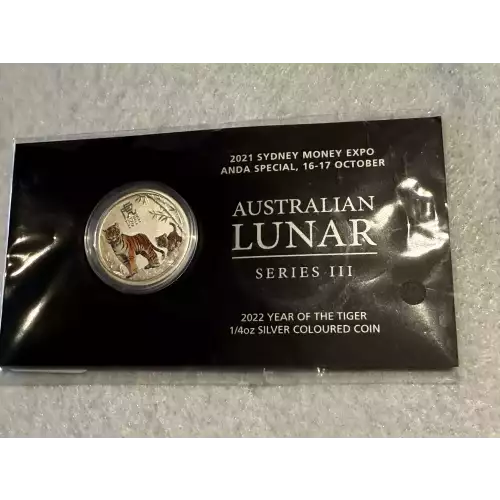 2021 SYDNEY MONEY EXPO
ANDA SPECIAL, 16-17 OCTOBER
AUSTRALIAN
LUNAR
SERIES III
2022 YEAR OF THE TIGER
1/4oz SILVER COLOURED COIN